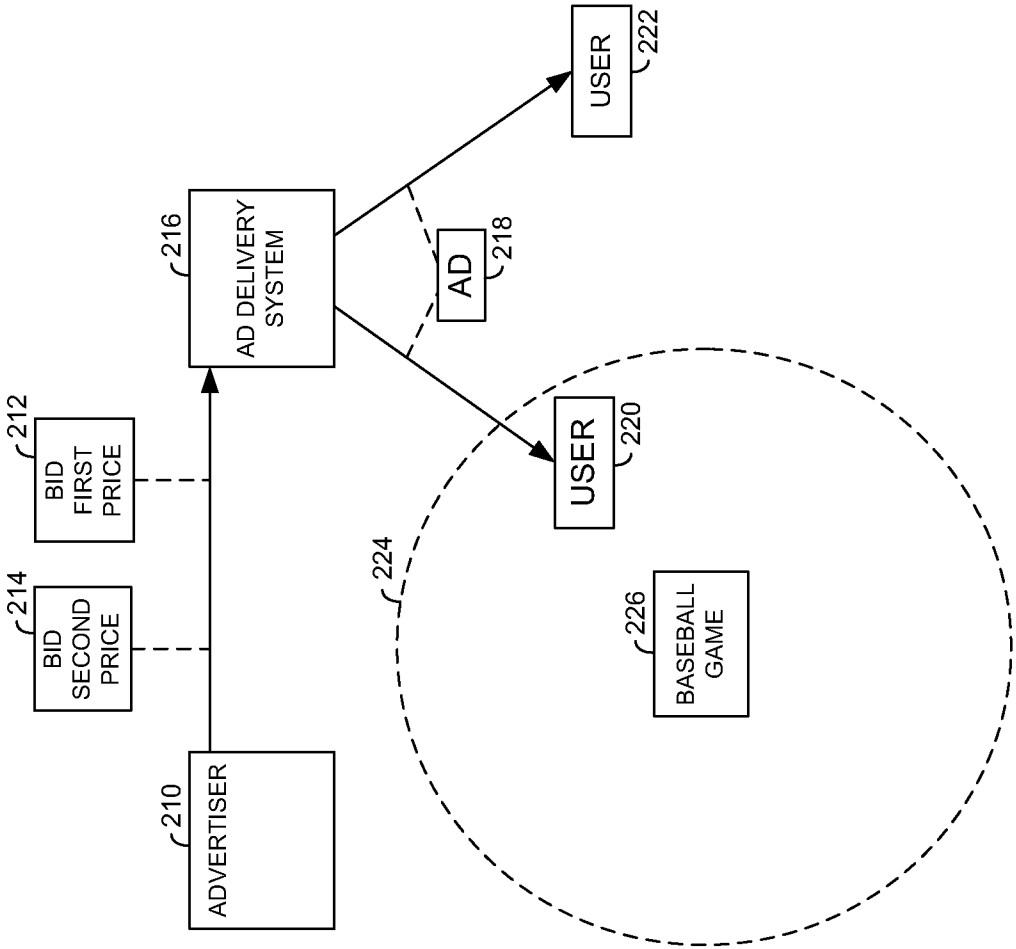 210
ADVERTISER
214
BID
SECOND
PRICE
212
BID
FIRST
PRICE
216
AD DELIVERY
SYSTEM
AD
218
USER
220
USER
222
224
226
BASEBALL
GAME